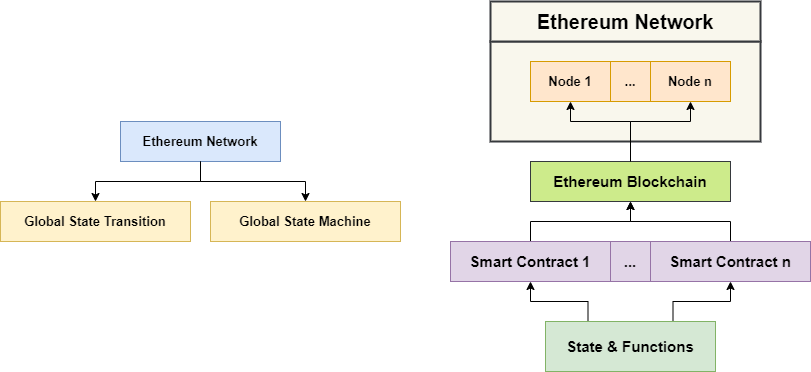 Ethereum Network
Global State Transition
Global State Machine
Ethereum Network
Node 1
...
Node n
Ethereum Blockchain
Smart Contract 1
...
Smart Contract n
State & Functions